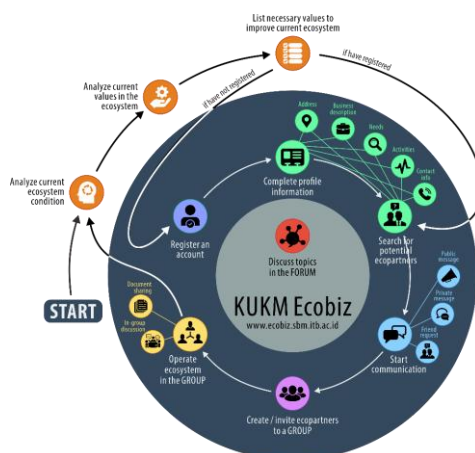 List necessary values to
improve current ecosystem
if have registered
if have not registered
Analyze current
values in the
ecosystem
Analyze current
ecosystem
condition
START
Address
Business
description
Needs
Activities
Contact
info
Complete profile
information
Register an
account
Search for
potential
ecopartners
Discuss topics
in the FORUM
KUKM Ecobiz
www.ecobiz.sbm.itb.ac.id
Public
message
Private
message
Friend
request
Start
communication
Document
sharing
In-group
discussion
Operate
ecosystem
in the GROUP
Create / invite ecopartners
to a GROUP